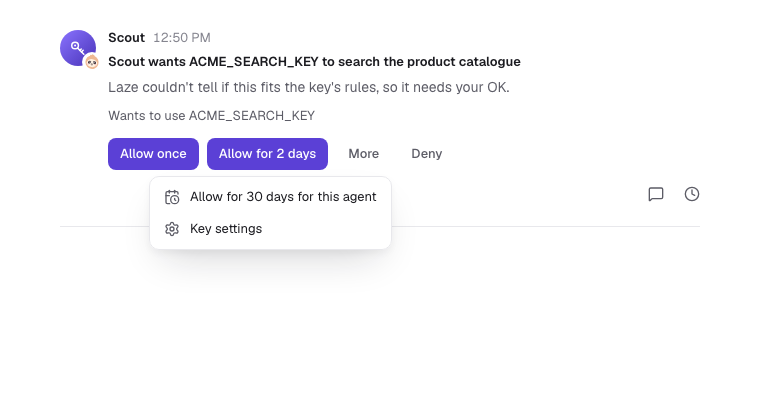 Scout 12:50 PM
Scout wants ACME_SEARCH_KEY to search the product catalogue
Laze couldn't tell if this fits the key's rules, so it needs your OK.
Wants to use ACME_SEARCH_KEY
Allow once Allow for 2 days More Deny
Allow for 30 days for this agent
Key settings